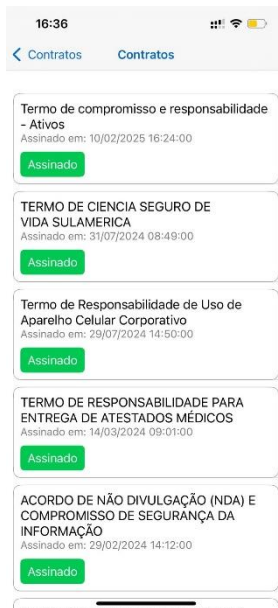 16:36
Contratos
Contratos
Termo de compromisso e responsabilidade
- Ativos
Assinado em: 10/02/2025 16:24:00
Assinado
TERMO DE CIENCIA SEGURO DE
VIDA SULAMERICA
Assinado em: 31/07/2024 08:49:00
Assinado
Termo de Responsabilidade de Uso de
Aparelho Celular Corporativo
Assinado em: 29/07/2024 14:50:00
Assinado
TERMO DE RESPONSABILIDADE PARA
ENTREGA DE ATESTADOS MÉDICOS
Assinado em: 14/03/2024 09:01:00
Assinado
ACORDO DE NÃO DIVULGAÇÃO (NDA) E
COMPROMISSO DE SEGURANÇA DA
INFORMAÇÃO
Assinado em: 29/02/2024 14:12:00
Assinado